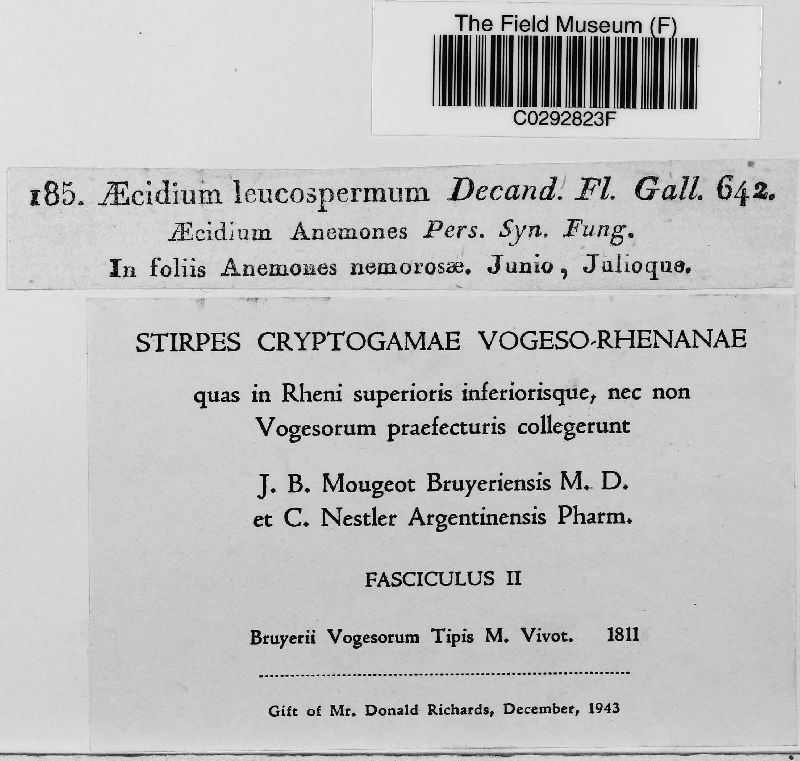 The Field Museum (F)
C0292823F
185. Æcidium leucospermum Decand. Fl. Gall. 642.
Æcidium Anemones Pers. Syn. Fung.
In foliis Anemones nemorosæ. Junio, Julioque.
STIRPES CRYPTOGAMAE VOGESO-RHENANAE
quas in Rheni superioris inferiorisque, nec non
Vogesorum praefecturis collegerunt
J. B. Mougeot Bruyeriensis M. D.
et C. Nestler Argentinensis Pharm.
FASCICULUS II
Bruyerii Vogesorum Tipis M. Vivot. 1811
Gift of Mr. Donald Richards, December, 1943